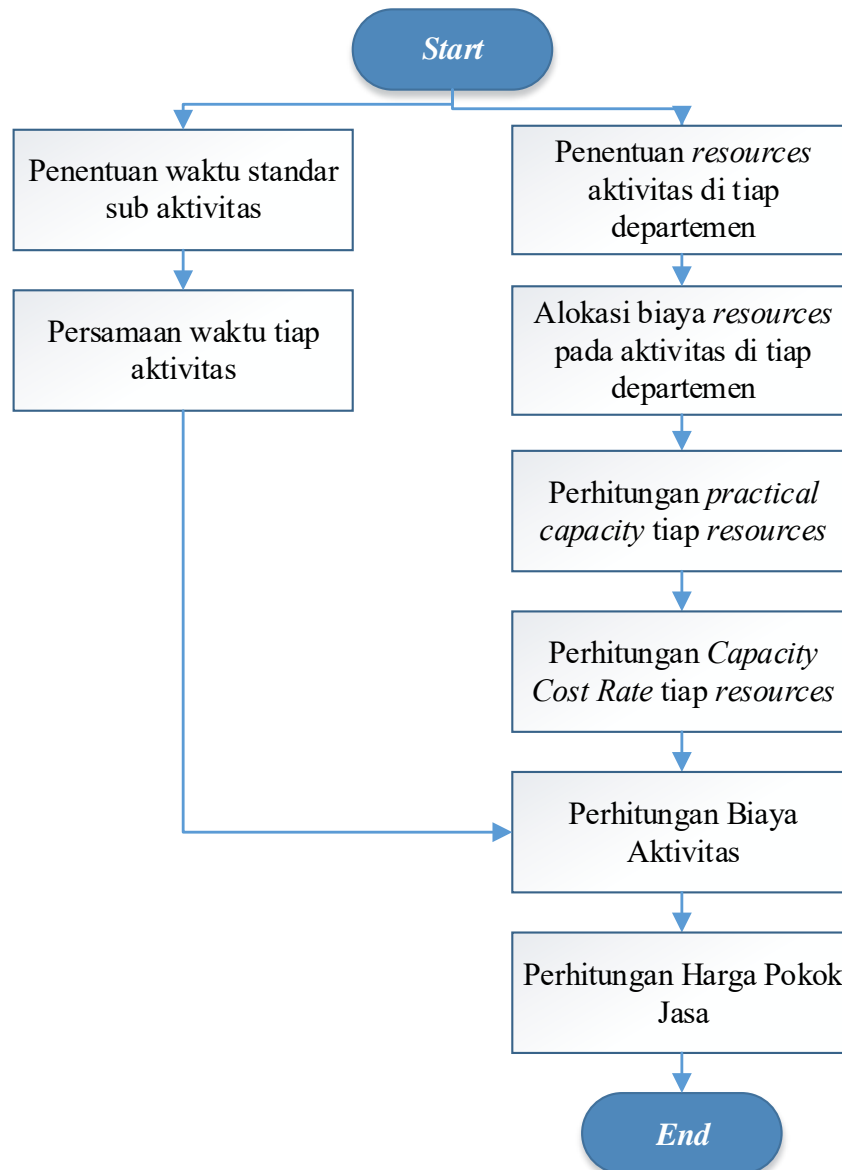 Start
Penentuan waktu standar
sub aktivitas
Persamaan waktu tiap
aktivitas
Penentuan resources
aktivitas di tiap
departemen
Alokasi biaya resources
pada aktivitas di tiap
departemen
Perhitungan practical
capacity tiap resources
Perhitungan Capacity
Cost Rate tiap resources
Perhitungan Biaya
Aktivitas
Perhitungan Harga Pokok
Jasa
End